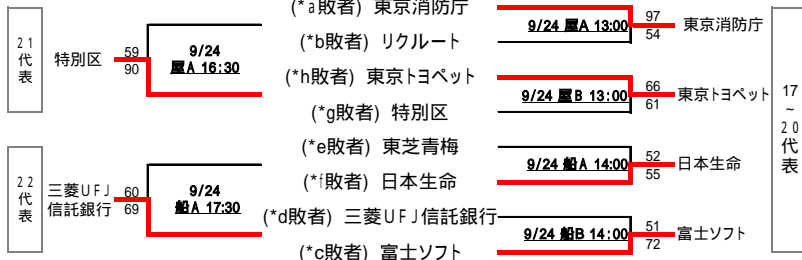 (*a敗者) 東京消防庁
9/24 屋A 13:00
97
54
東京消防庁
(*b敗者) リクルート
21
代
表
特別区
59
90
9/24
屋A 16:30
(*h敗者) 東京トヨペット
9/24 屋B 13:00
66
61
東京トヨペット
(*g敗者) 特別区
17
~
20
代
表
(*e敗者) 東芝青梅
9/24 船A 14:00
52
55
日本生命
(*f敗者) 日本生命
22
代
表
三菱UFJ
信託銀行
60
69
9/24
船A 17:30
(*d敗者) 三菱UFJ信託銀行
9/24 船B 14:00
51
72
富士ソフト
(*c敗者) 富士ソフト